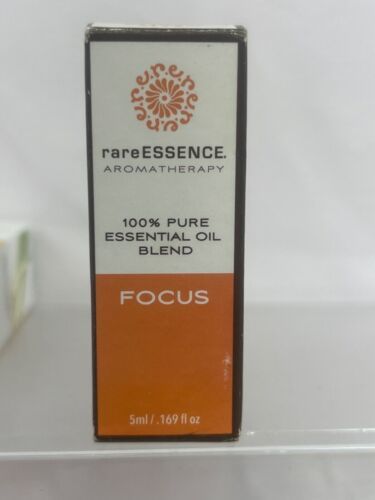 rareESSENCE.
AROMATHERAPY
100% PURE
ESSENTIAL OIL
BLEND
FOCUS
5ml / .169 fl oz